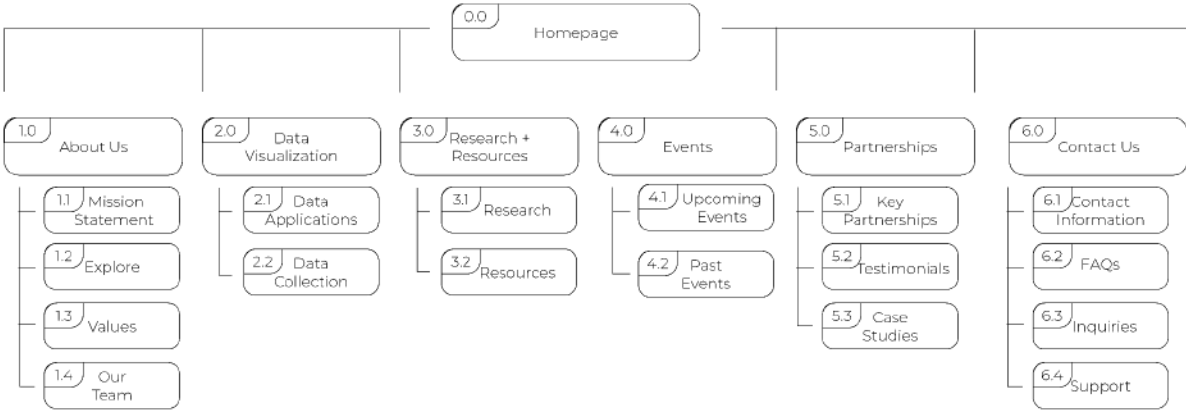 0.0
Homepage
1.0
About Us
1.1 Mission
Statement
1.2
Explore
1.3
Values
1.4 Our
Team
2.0 Data
Visualization
2.1 Data
Applications
2.2 Data
Collection
3.0 Research +
Resources
3.1
Research
3.2
Resources
4.0
Events
4.1 Upcoming
Events
4.2 Past
Events
5.0
Partnerships
5.1 Key
Partnerships
5.2
Testimonials
5.3 Case
Studies
6.0
Contact Us
6.1 Contact
Information
6.2
FAQs
6.3
Inquiries
6.4
Support